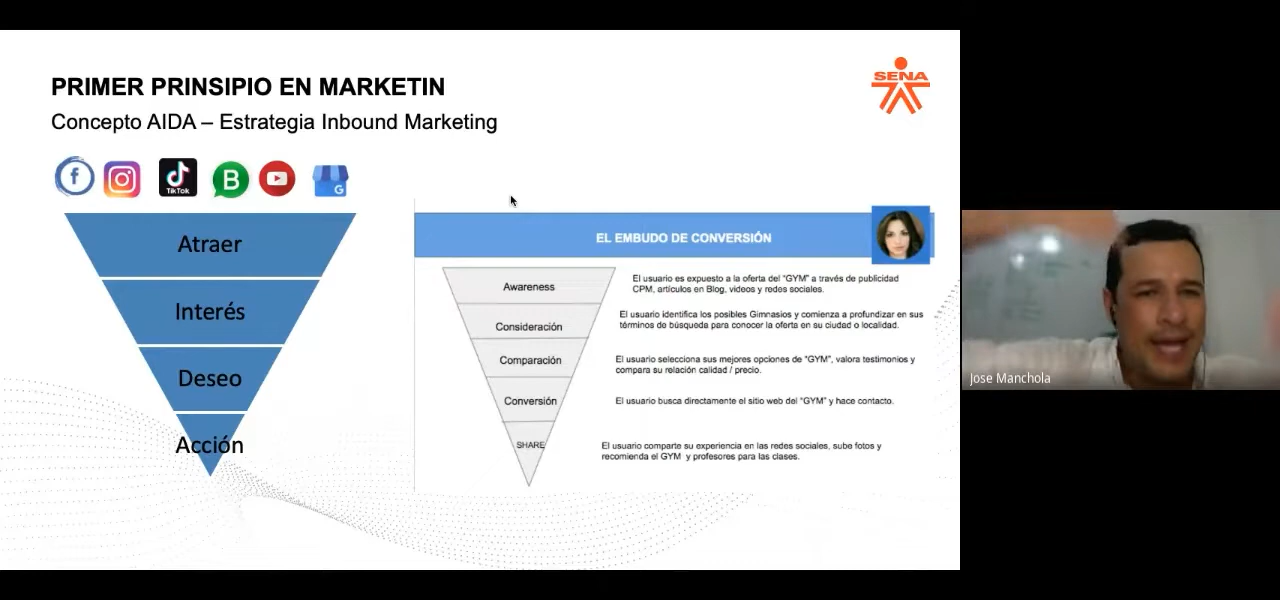 PRIMER PRINSIPIO EN MARKETIN
SENA
Concepto AIDA – Estrategia Inbound Marketing
TikTok
Atraer
Interés
Deseo
Acción
EL EMBUDO DE CONVERSIÓN
Awareness
El usuario es expuesto a la oferta del “GYM” a través de publicidad
CPM, artículos en Blog, videos y redes sociales.
Consideración
El usuario identifica los posibles Gimnasios y comienza a profundizar en sus
términos de búsqueda para conocer la oferta en su ciudad o localidad.
Comparación
El usuario selecciona sus mejores opciones de “GYM”, valora testimonios y
compara su relación calidad / precio.
Conversión
El usuario busca directamente el sitio web del “GYM” y hace contacto.
SHARE
El usuario comparte su experiencia en las redes sociales, sube fotos y
recomienda el GYM y profesores para las clases.
Jose Manchola